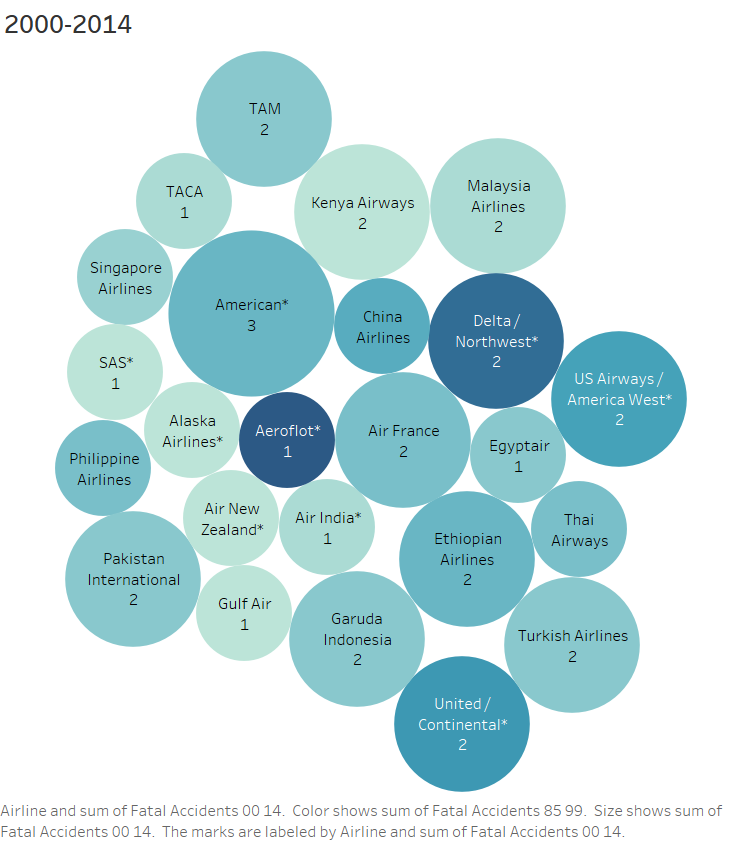 2000-2014
TAM
2
TACA
1
Kenya Airways
2
Malaysia
Airlines
2
Singapore
Airlines
American*
3
China
Airlines
Delta /
Northwest*
2
SAS*
1
US Airways /
America West*
2
Alaska
Airlines*
Aeroflot*
1
Air France
2
Egyptair
1
Philippine
Airlines
Air New
Zealand*
Air India*
1
Thai
Airways
Ethiopian
Airlines
2
Pakistan
International
2
Gulf Air
1
Garuda
Indonesia
2
Turkish Airlines
2
United /
Continental*
2
Airline and sum of Fatal Accidents 00 14.  Color shows sum of Fatal Accidents 85 99.  Size shows sum of
Fatal Accidents 00 14.  The marks are labeled by Airline and sum of Fatal Accidents 00 14.